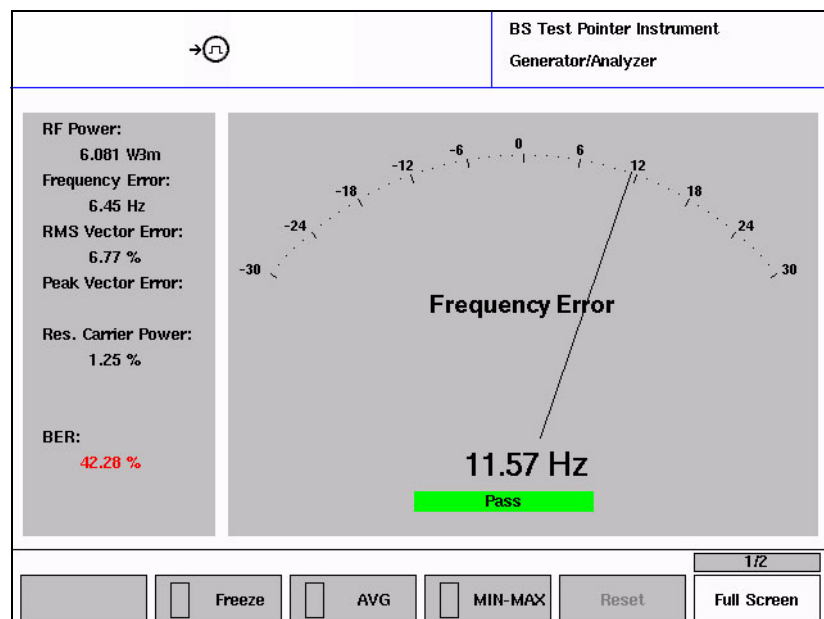 BS Test Pointer Instrument
Generator/Analyzer
RF Power:
6.081 W3m
Frequency Error:
6.45 Hz
RMS Vector Error:
6.77 %
Peak Vector Error:
Res. Carrier Power:
1.25 %
BER:
42.28 %
-30 -24 -18 -12 -6 0 6 12 18 24 30
Frequency Error
11.57 Hz
Pass
1/2
Freeze AVG MIN-MAX Reset Full Screen